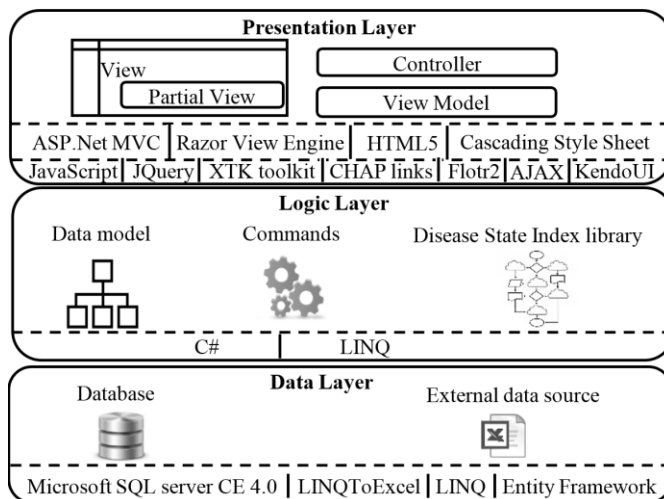 Presentation Layer
View
Partial View
Controller
View Model
ASP.Net MVC Razor View Engine HTML5 Cascading Style Sheet
JavaScript JQuery XTK toolkit CHAP links Flotr2 AJAX KendoUI
Logic Layer
Data model Commands Disease State Index library
C# LINQ
Data Layer
Database External data source
Microsoft SQL server CE 4.0 LINQToExcel LINQ Entity Framework